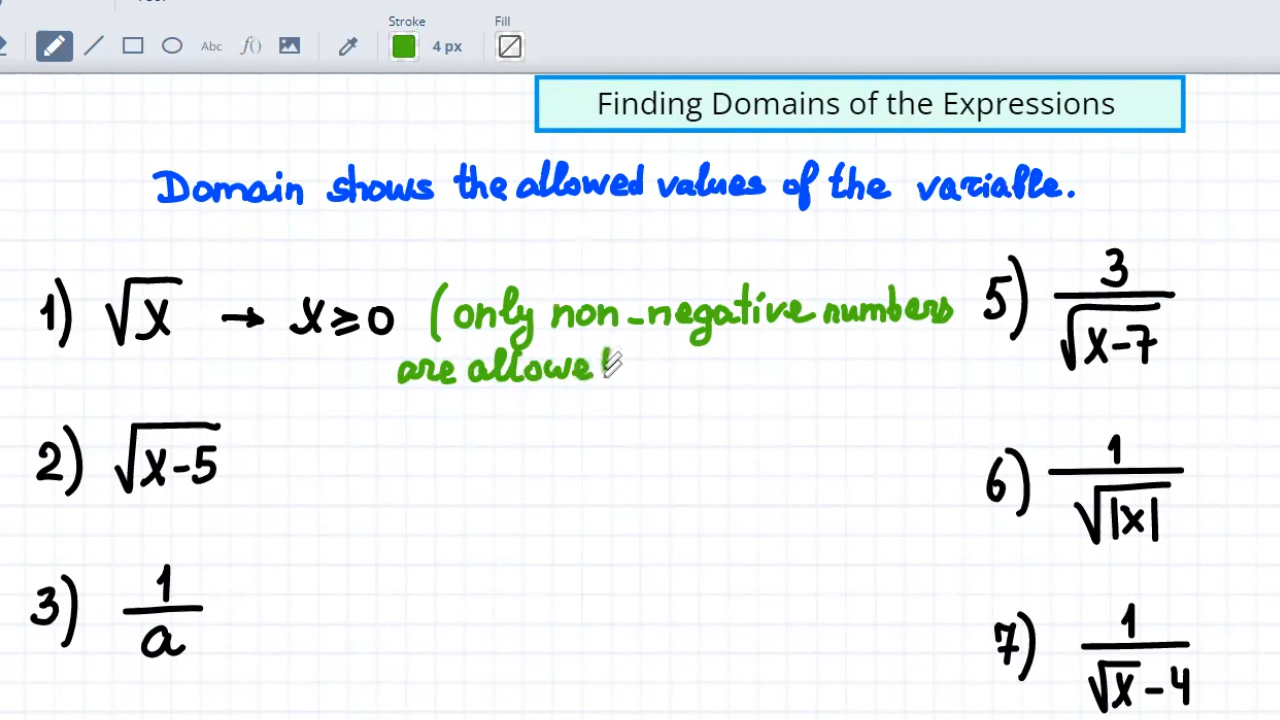 Stroke
Fill
Abc
f()
4 px
Finding Domains of the Expressions
Domain shows the allowed values of the variable.
1) √x → x ≥ 0 (only non-negative numbers
are allowe
2) √(x-5)
3) 1/a
5) 3/√(x-7)
6) 1/√|x|
7) 1/(√x-4)